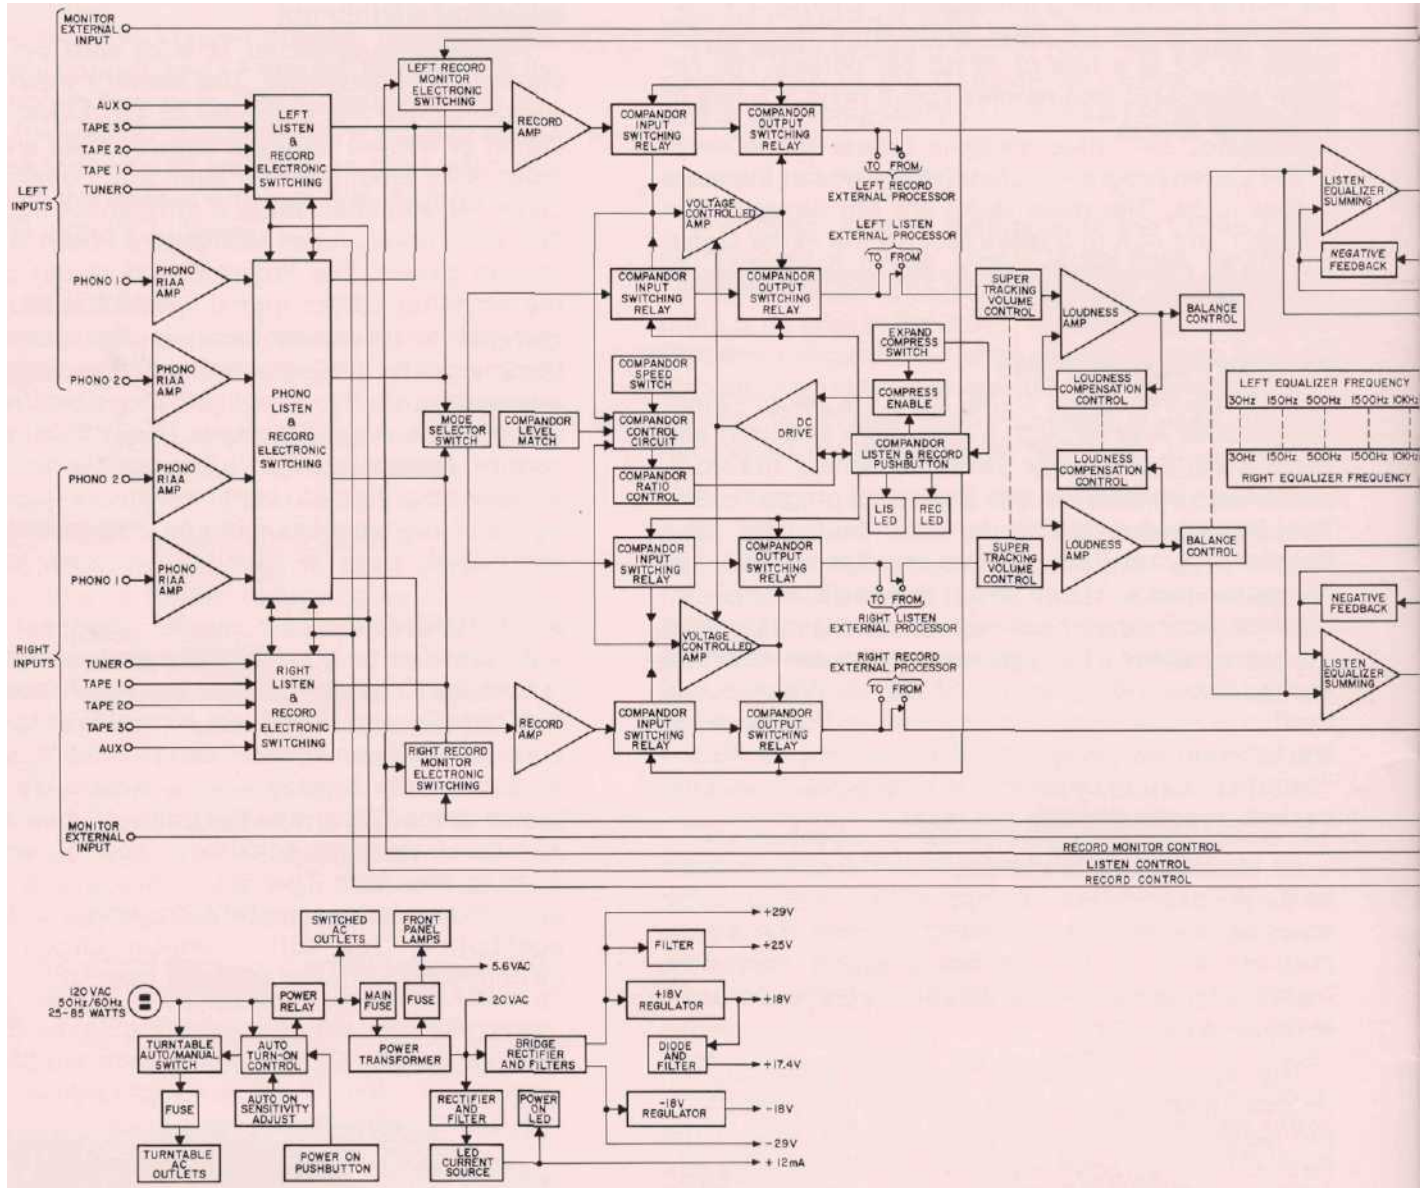 MONITOR
EXTERNAL
INPUT
AUX
TAPE 3
TAPE 2
TAPE 1
TUNER
LEFT
INPUTS
PHONO 1
PHONO 2
LEFT
LISTEN
&
RECORD
ELECTRONIC
SWITCHING
LEFT RECORD
MONITOR
ELECTRONIC
SWITCHING
RECORD
AMP
COMPANDOR
INPUT
SWITCHING
RELAY
COMPANDOR
OUTPUT
SWITCHING
RELAY
TO FROM
LEFT RECORD
EXTERNAL PROCESSOR
LEFT LISTEN
EXTERNAL PROCESSOR
TO FROM
VOLTAGE
CONTROLLED
AMP
LISTEN
EQUALIZER
SUMMING
NEGATIVE
FEEDBACK
PHONO
RIAA
AMP
PHONO
RIAA
AMP
COMPANDOR
INPUT
SWITCHING
RELAY
COMPANDOR
OUTPUT
SWITCHING
RELAY
SUPER
TRACKING
VOLUME
CONTROL
LOUDNESS
AMP
BALANCE
CONTROL
EXPAND
COMPRESS
SWITCH
COMPRESS
ENABLE
COMPANDOR
SPEED
SWITCH
LOUDNESS
COMPENSATION
CONTROL
LEFT EQUALIZER FREQUENCY
30Hz 150Hz 500Hz 1500Hz 10KHz
PHONO
LISTEN
&
RECORD
ELECTRONIC
SWITCHING
MODE
SELECTOR
SWITCH
COMPANDOR
LEVEL
MATCH
COMPANDOR
CONTROL
CIRCUIT
DC
DRIVE
COMPANDOR
LISTEN & RECORD
PUSHBUTTON
COMPANDOR
RATIO
CONTROL
LIS
LED
REC
LED
LOUDNESS
COMPENSATION
CONTROL
30Hz 150Hz 500Hz 1500Hz 10KHz
RIGHT EQUALIZER FREQUENCY
PHONO 2
PHONO
RIAA
AMP
PHONO 1
PHONO
RIAA
AMP
COMPANDOR
INPUT
SWITCHING
RELAY
COMPANDOR
OUTPUT
SWITCHING
RELAY
SUPER
TRACKING
VOLUME
CONTROL
LOUDNESS
AMP
BALANCE
CONTROL
TO FROM
RIGHT LISTEN
EXTERNAL PROCESSOR
RIGHT RECORD
EXTERNAL PROCESSOR
TO FROM
NEGATIVE
FEEDBACK
LISTEN
EQUALIZER
SUMMING
VOLTAGE
CONTROLLED
AMP
RIGHT
INPUTS
TUNER
TAPE 1
TAPE 2
TAPE 3
AUX
RIGHT
LISTEN
&
RECORD
ELECTRONIC
SWITCHING
RECORD
AMP
COMPANDOR
INPUT
SWITCHING
RELAY
COMPANDOR
OUTPUT
SWITCHING
RELAY
RIGHT RECORD
MONITOR
ELECTRONIC
SWITCHING
MONITOR
EXTERNAL
INPUT
RECORD MONITOR CONTROL
LISTEN CONTROL
RECORD CONTROL
SWITCHED
AC
OUTLETS
FRONT
PANEL
LAMPS
5.6 VAC
20 VAC
120 VAC
50Hz/60Hz
25-85 WATTS
POWER
RELAY
MAIN
FUSE
FUSE
TURNTABLE
AUTO/MANUAL
SWITCH
AUTO
TURN-ON
CONTROL
POWER
TRANSFORMER
BRIDGE
RECTIFIER
AND FILTERS
FILTER
+18V
REGULATOR
DIODE
AND
FILTER
-18V
REGULATOR
+29V
+25V
+18V
+17.4V
-18V
-29V
+12mA
FUSE
AUTO ON
SENSITIVITY
ADJUST
RECTIFIER
AND
FILTER
POWER
ON
LED
TURNTABLE
AC
OUTLETS
POWER ON
PUSHBUTTON
LED
CURRENT
SOURCE